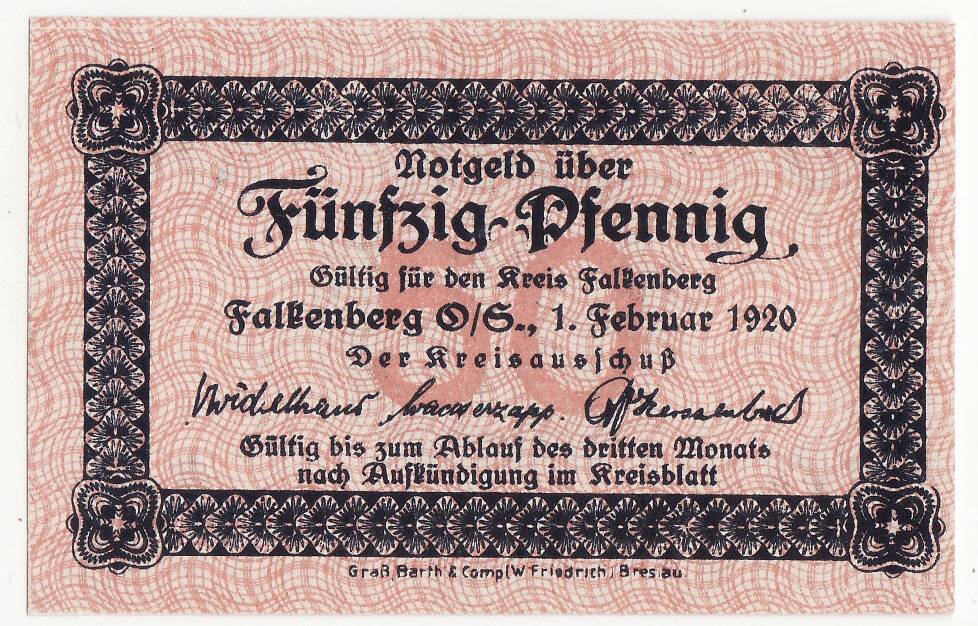 Notgeld über
Fünfzig-Pfennig
50
Gültig für den Kreis Falkenberg
Falkenberg O/S., 1. Februar 1920
Der Kreisausschuß
Gültig bis zum Ablauf des dritten Monats
nach Aufkündigung im Kreisblatt
Graß, Barth & Comp (W. Friedrich) Breslau.